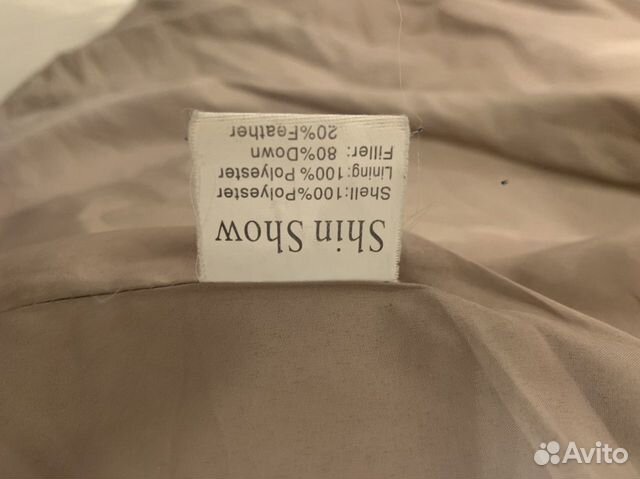 Shin Show
Shell:100%Polyester
Lining:100% Polyester
Filler: 80%Down
20%Feather
Avito